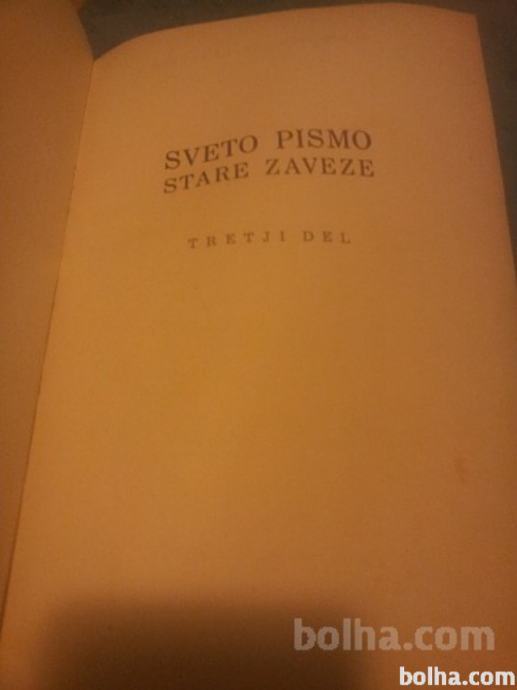 SVETO PISMO
STARE ZAVEZE
TRETJI DEL
bolha.com
bolha.com